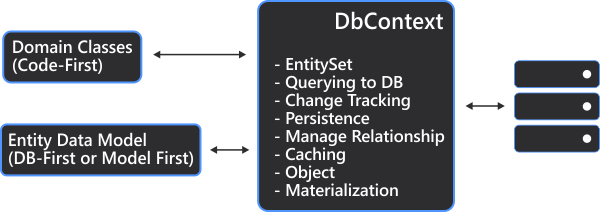 Domain Classes
(Code-First)
Entity Data Model
(DB-First or Model First)
DbContext
- EntitySet
- Querying to DB
- Change Tracking
- Persistence
- Manage Relationship
- Caching
- Object
- Materialization